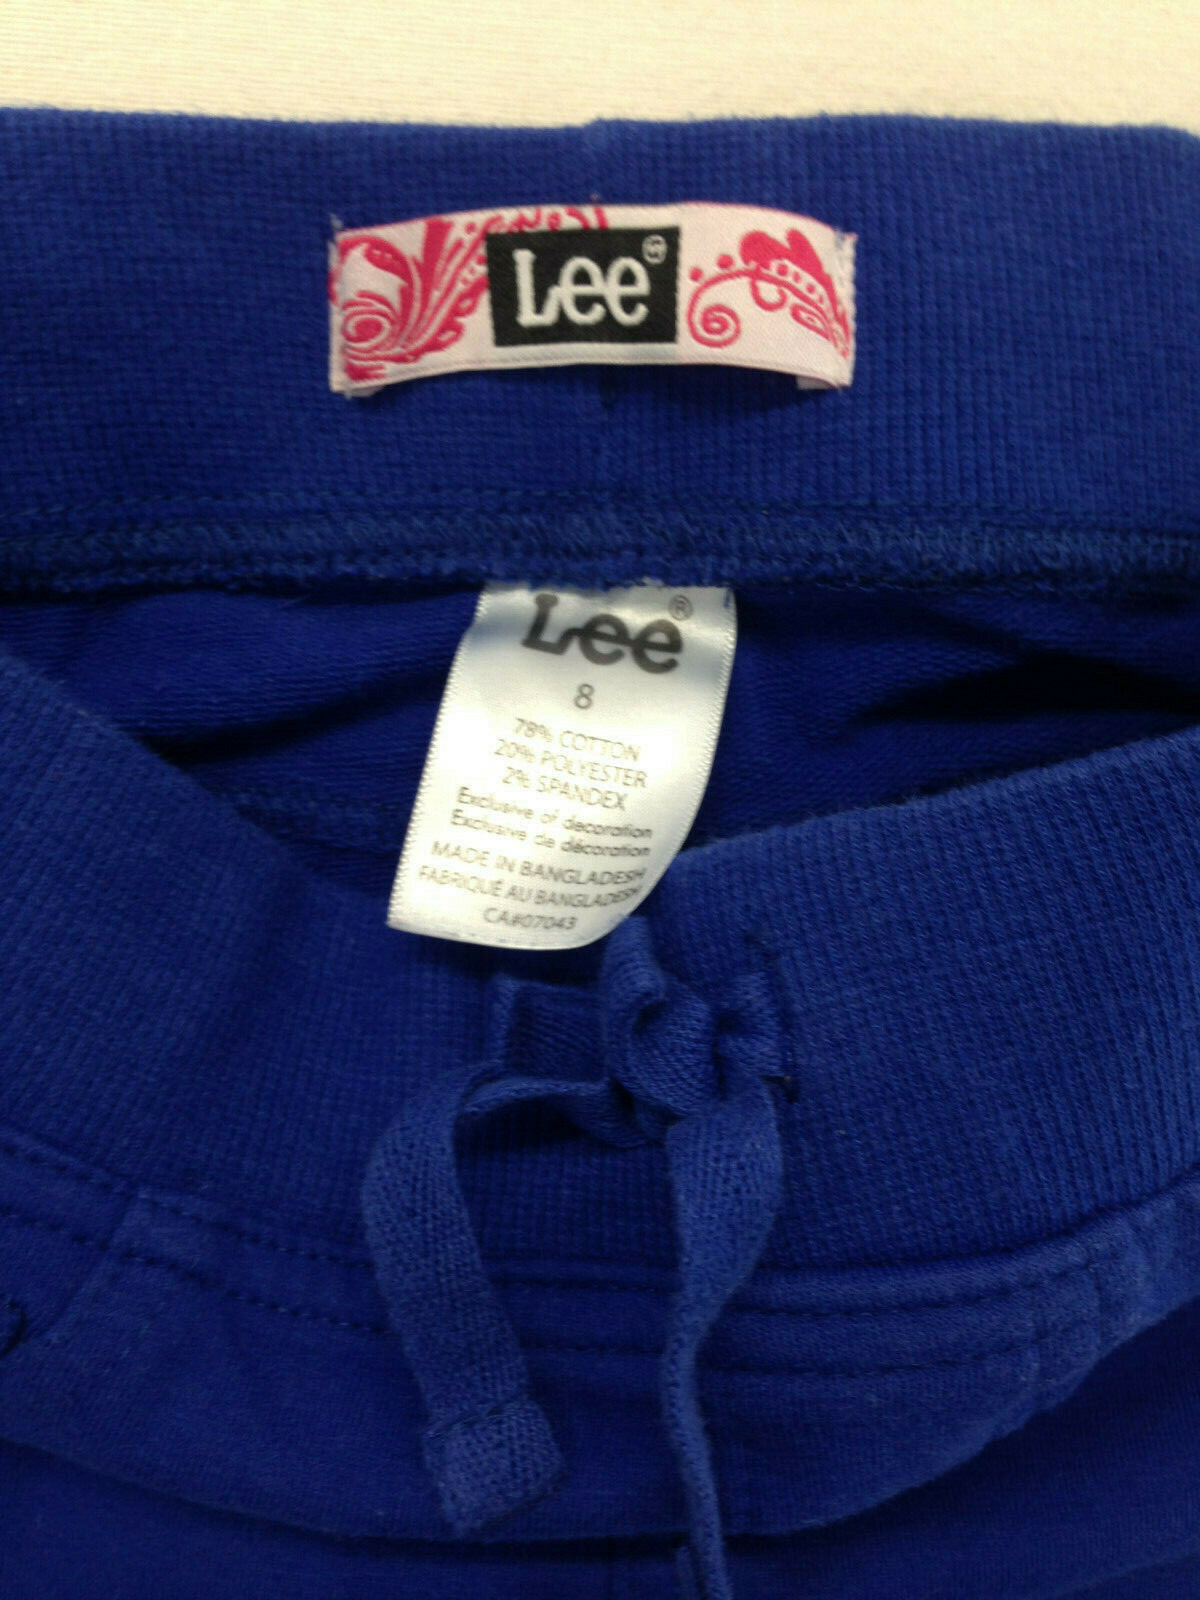 Lee®
Lee®
8
78% COTTON
20% POLYESTER
2% SPANDEX
Exclusive of decoration
Exclusive de décoration
MADE IN BANGLADESH
FABRIQUÉ AU BANGLADESH
CA#07043